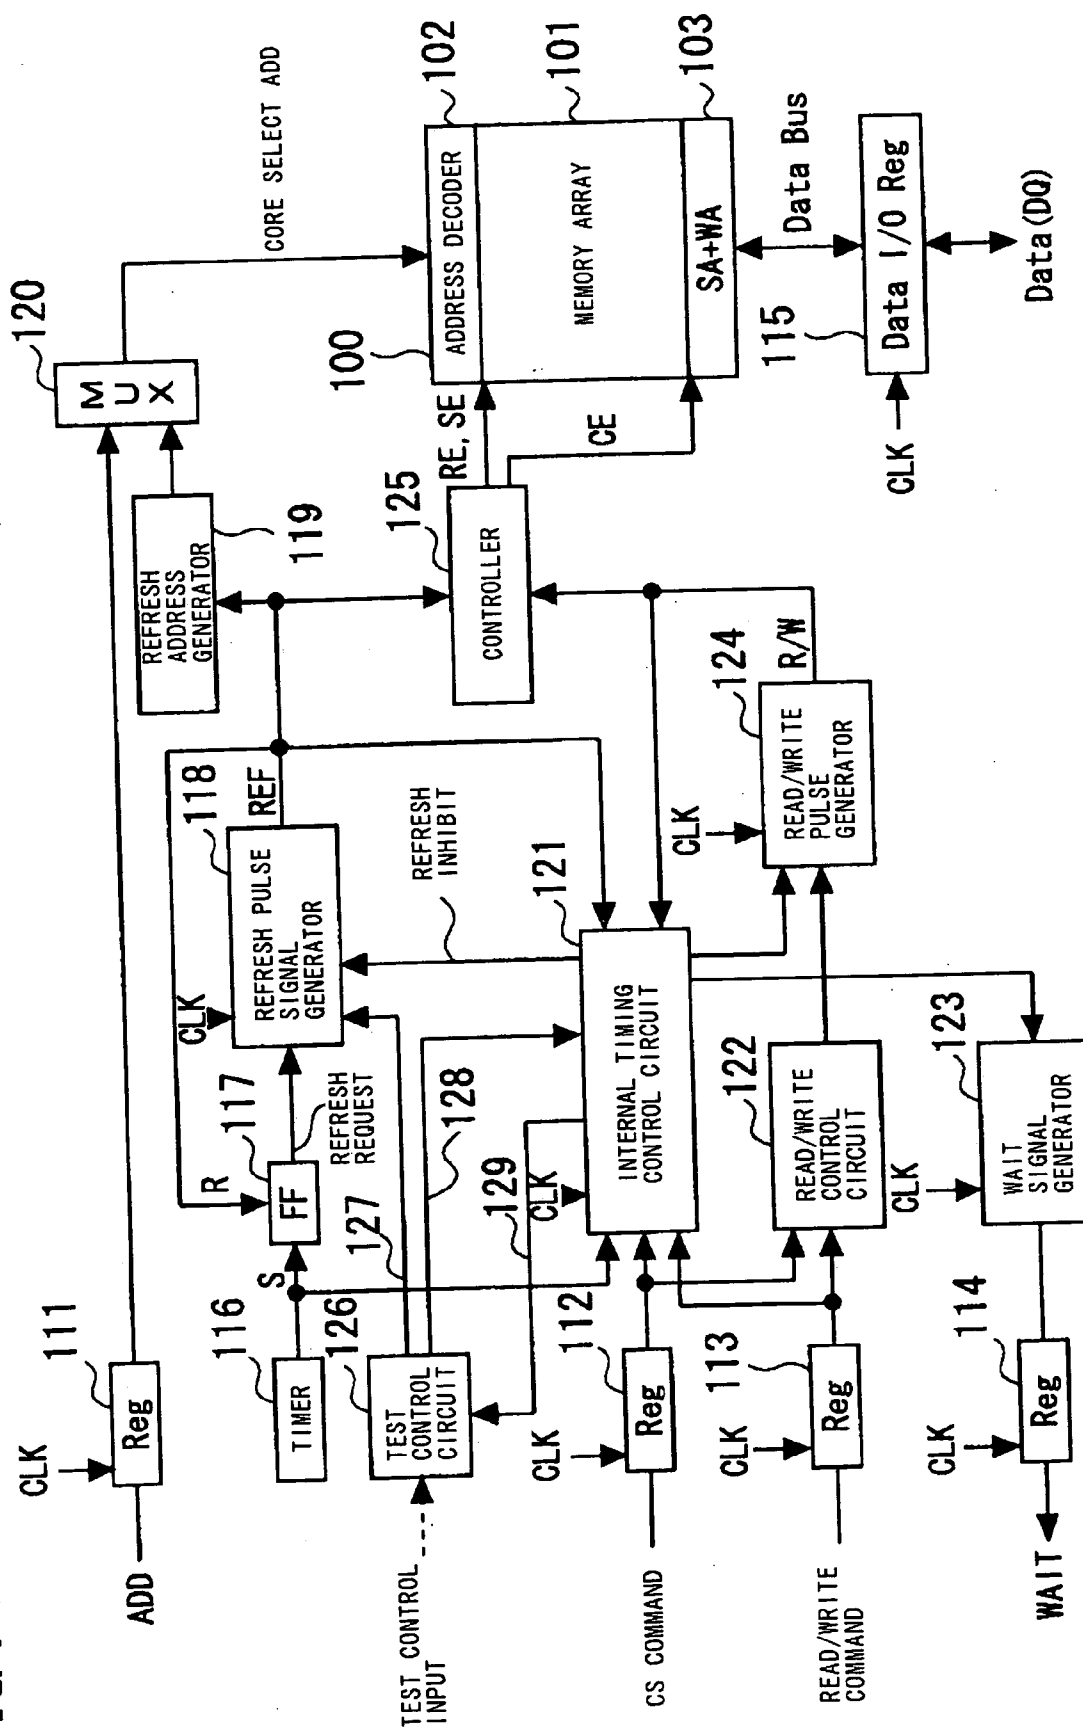 CLK
ADD
Reg
111
MUX
120
CORE SELECT ADD
REFRESH
ADDRESS
GENERATOR
119
TIMER
116
S
R
FF
117
REFRESH
REQUEST
CLK
REFRESH PULSE
SIGNAL
GENERATOR
118
REF
REFRESH
INHIBIT
TEST CONTROL
INPUT
TEST
CONTROL
CIRCUIT
126
127
128
129
CLK
INTERNAL TIMING
CONTROL CIRCUIT
121
CONTROLLER
125
RE, SE
CE
100
ADDRESS DECODER
102
MEMORY ARRAY
101
SA+WA
103
Data Bus
115
Data I/O Reg
CLK
Data(DQ)
CS COMMAND
CLK
Reg
112
READ/WRITE
COMMAND
CLK
Reg
113
CLK
READ/WRITE
CONTROL
CIRCUIT
122
CLK
READ/WRITE
PULSE
GENERATOR
124
R/W
CLK
WAIT
SIGNAL
GENERATOR
123
WAIT
CLK
Reg
114